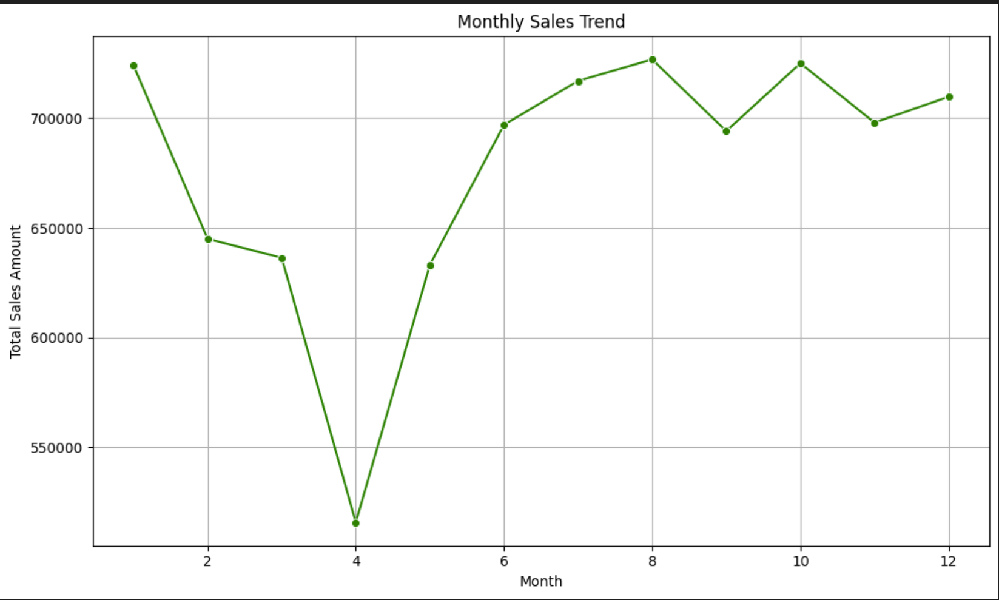 Monthly Sales Trend
700000
650000
600000
550000
Total Sales Amount
2 4 6 8 10 12
Month